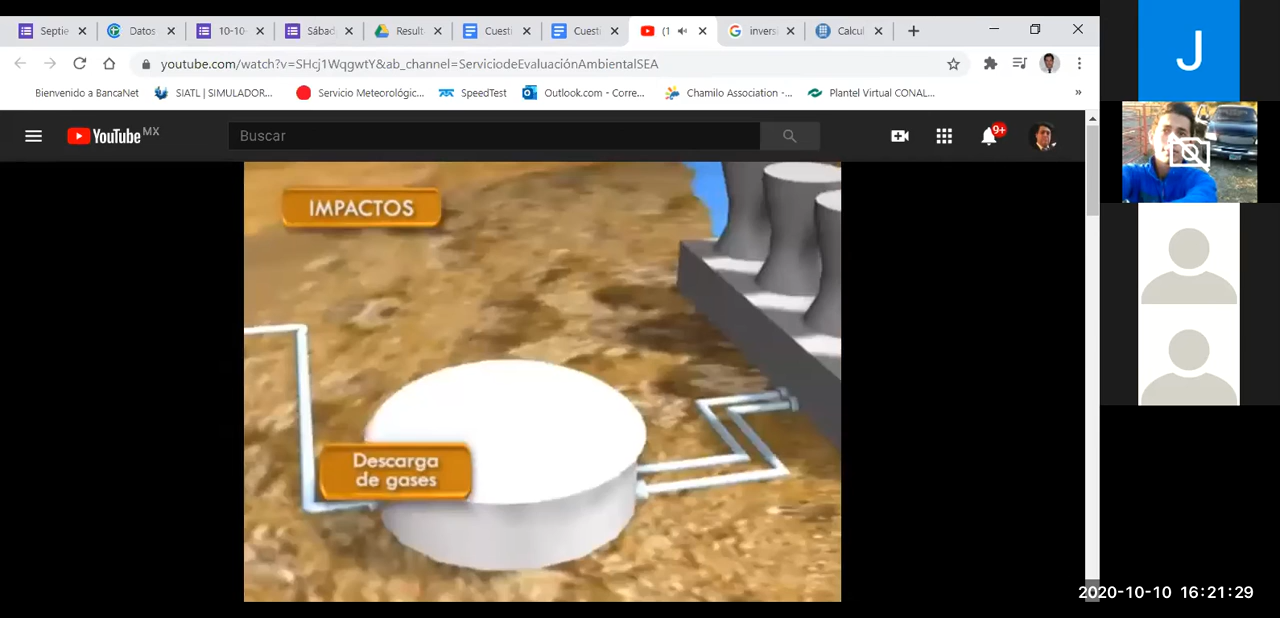 Septie
Datos
10-10-
Sábad
Result
Cuesti
Cuesti
(1
invers
Calcul
youtube.com/watch?v=SHcj1WqgwtY&ab_channel=ServiciodeEvaluaciónAmbientalSEA
Bienvenido a BancaNet
SIATL | SIMULADOR...
Servicio Meteorológic...
SpeedTest
Outlook.com - Corre...
Chamilo Association -...
Plantel Virtual CONAL...
»
YouTube MX
Buscar
9+
J
IMPACTOS
Descarga
de gases
2020-10-10 16:21:29